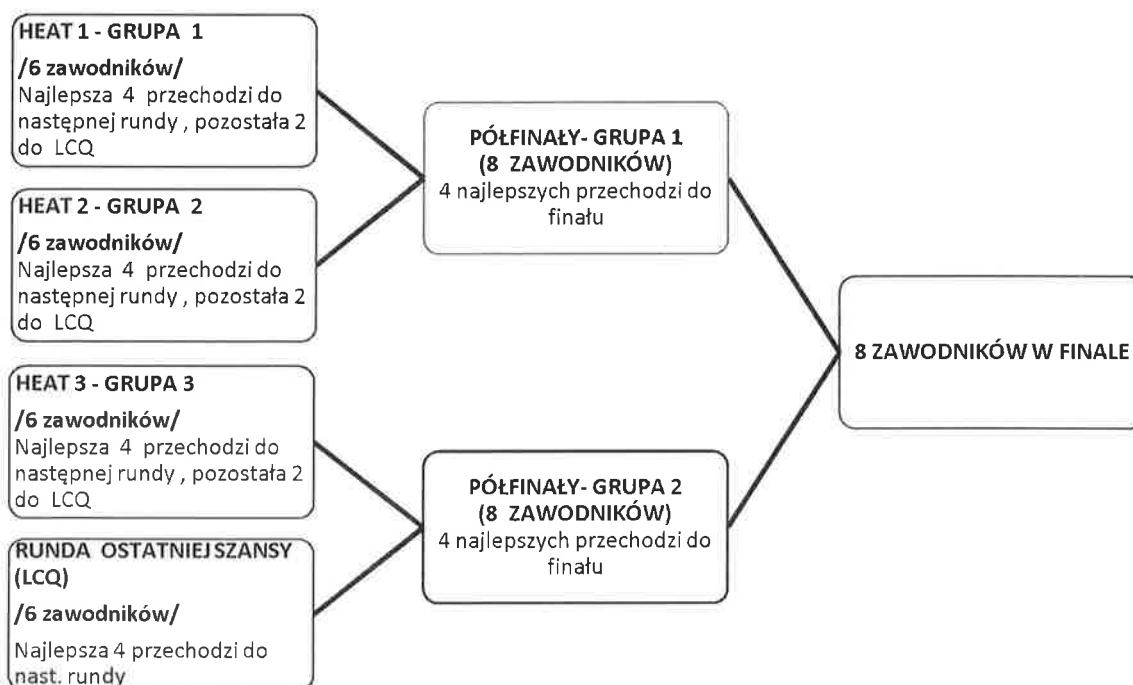 HEAT 1 - GRUPA 1
/6 zawodników/
Najlepsza 4 przechodzi do
następnej rundy , pozostała 2
do LCQ
HEAT 2 - GRUPA 2
/6 zawodników/
Najlepsza 4 przechodzi do
następnej rundy , pozostała 2
do LCQ
HEAT 3 - GRUPA 3
/6 zawodników/
Najlepsza 4 przechodzi do
następnej rundy , pozostała 2
do LCQ
RUNDA OSTATNIEJ SZANSY
(LCQ)
/6 zawodników/
Najlepsza 4 przechodzi do
nast. rundy
PÓŁFINAŁY- GRUPA 1
(8 ZAWODNIKÓW)
4 najlepszych przechodzi do
finału
PÓŁFINAŁY- GRUPA 2
(8 ZAWODNIKÓW)
4 najlepszych przechodzi do
finału
8 ZAWODNIKÓW W FINALE